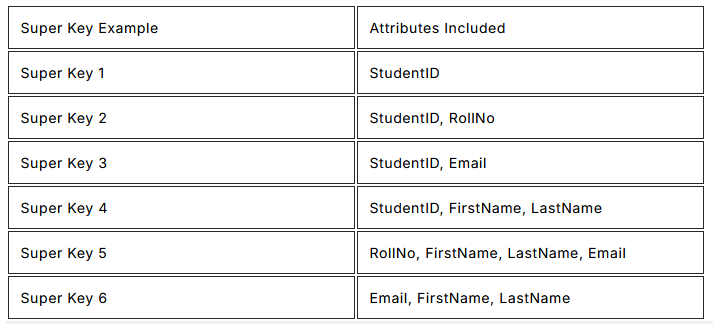 Super Key Example Attributes Included
Super Key 1 StudentID
Super Key 2 StudentID, RollNo
Super Key 3 StudentID, Email
Super Key 4 StudentID, FirstName, LastName
Super Key 5 RollNo, FirstName, LastName, Email
Super Key 6 Email, FirstName, LastName